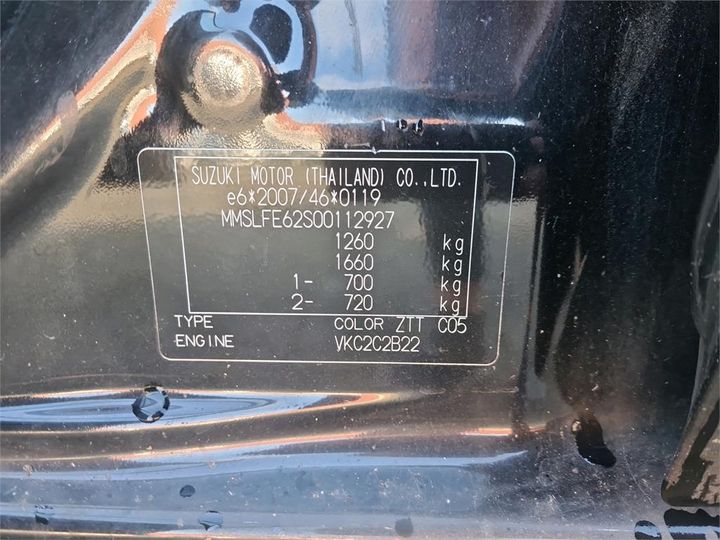 SUZUKI MOTOR (THAILAND) CO.,LTD.
e6*2007/46*0119
MMSLFE62S00112927
1260 kg
1660 kg
1- 700 kg
2- 720 kg
TYPE COLOR ZTT C05
ENGINE VKC2C2B22